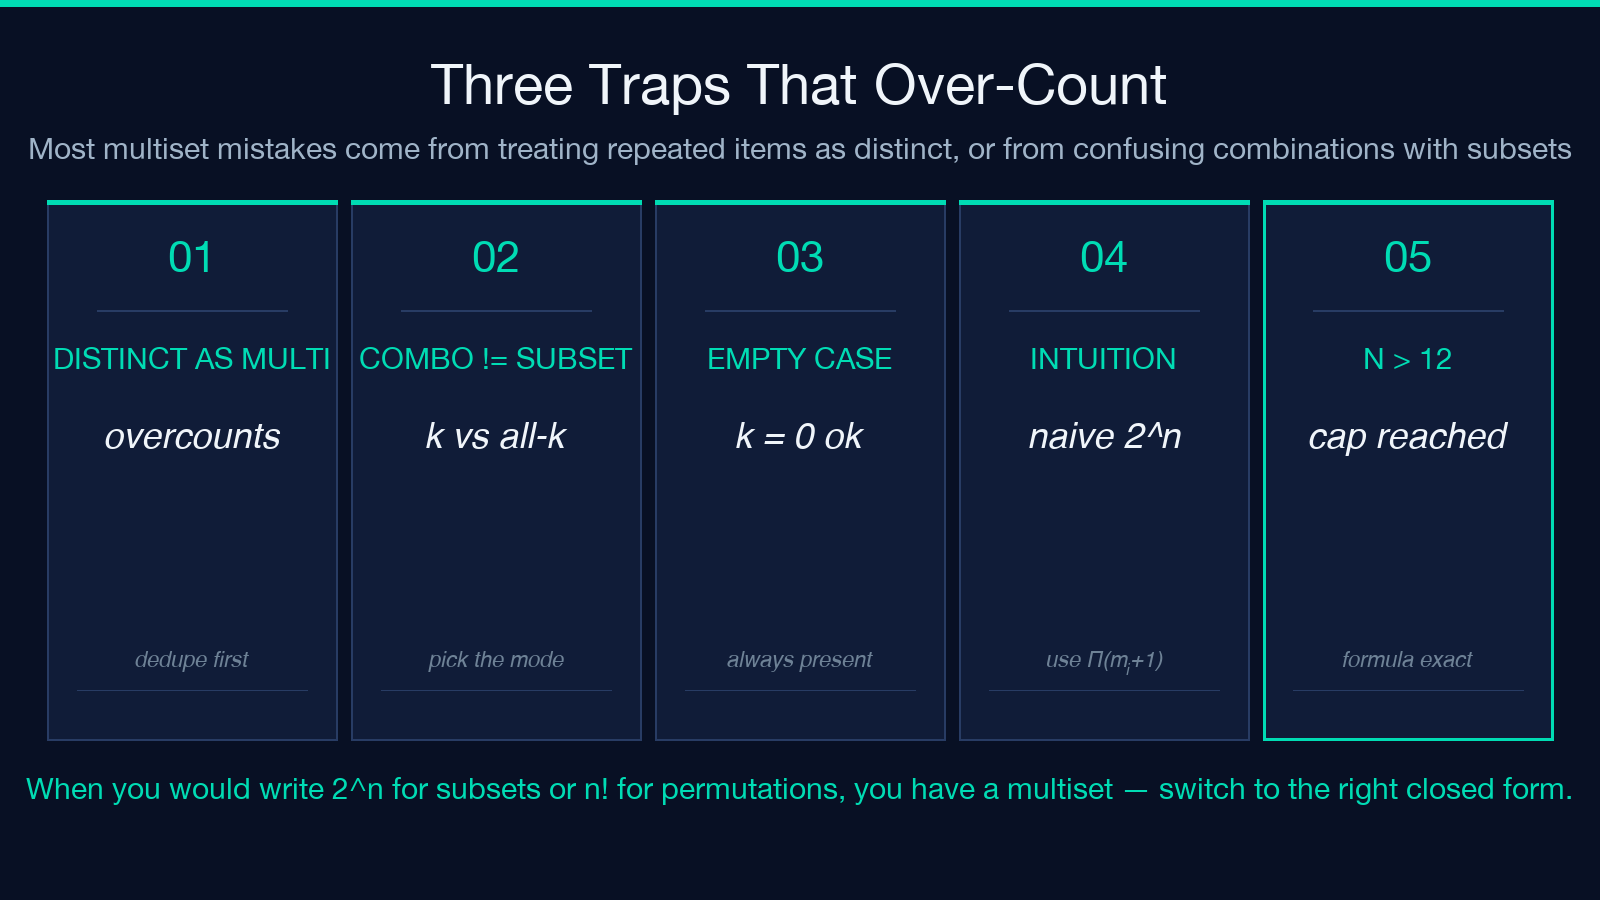 Three Traps That Over-Count
Most multiset mistakes come from treating repeated items as distinct, or from confusing combinations with subsets
01
DISTINCT AS MULTI
overcounts
dedupe first
02
COMBO != SUBSET
k vs all-k
pick the mode
03
EMPTY CASE
k = 0 ok
always present
04
INTUITION
naive 2^n
use Π(mᵢ+1)
05
N > 12
cap reached
formula exact
When you would write 2^n for subsets or n! for permutations, you have a multiset — switch to the right closed form.